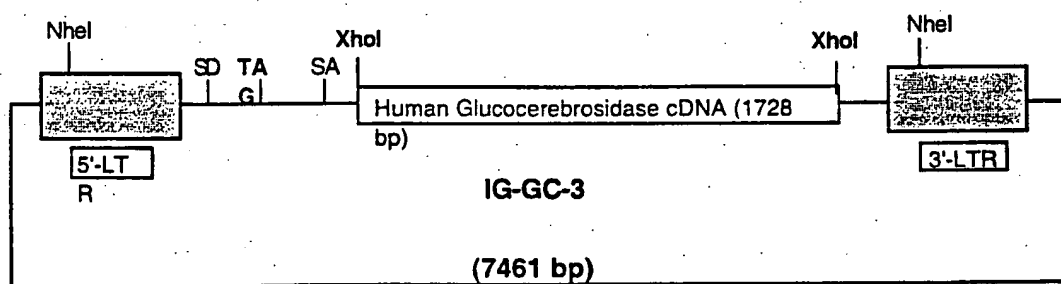 NheI
XhoI
XhoI
NheI
SD
TA
G
SA
Human Glucocerebrosidase cDNA (1728
bp)
5'-LT
R
3'-LTR
IG-GC-3
(7461 bp)